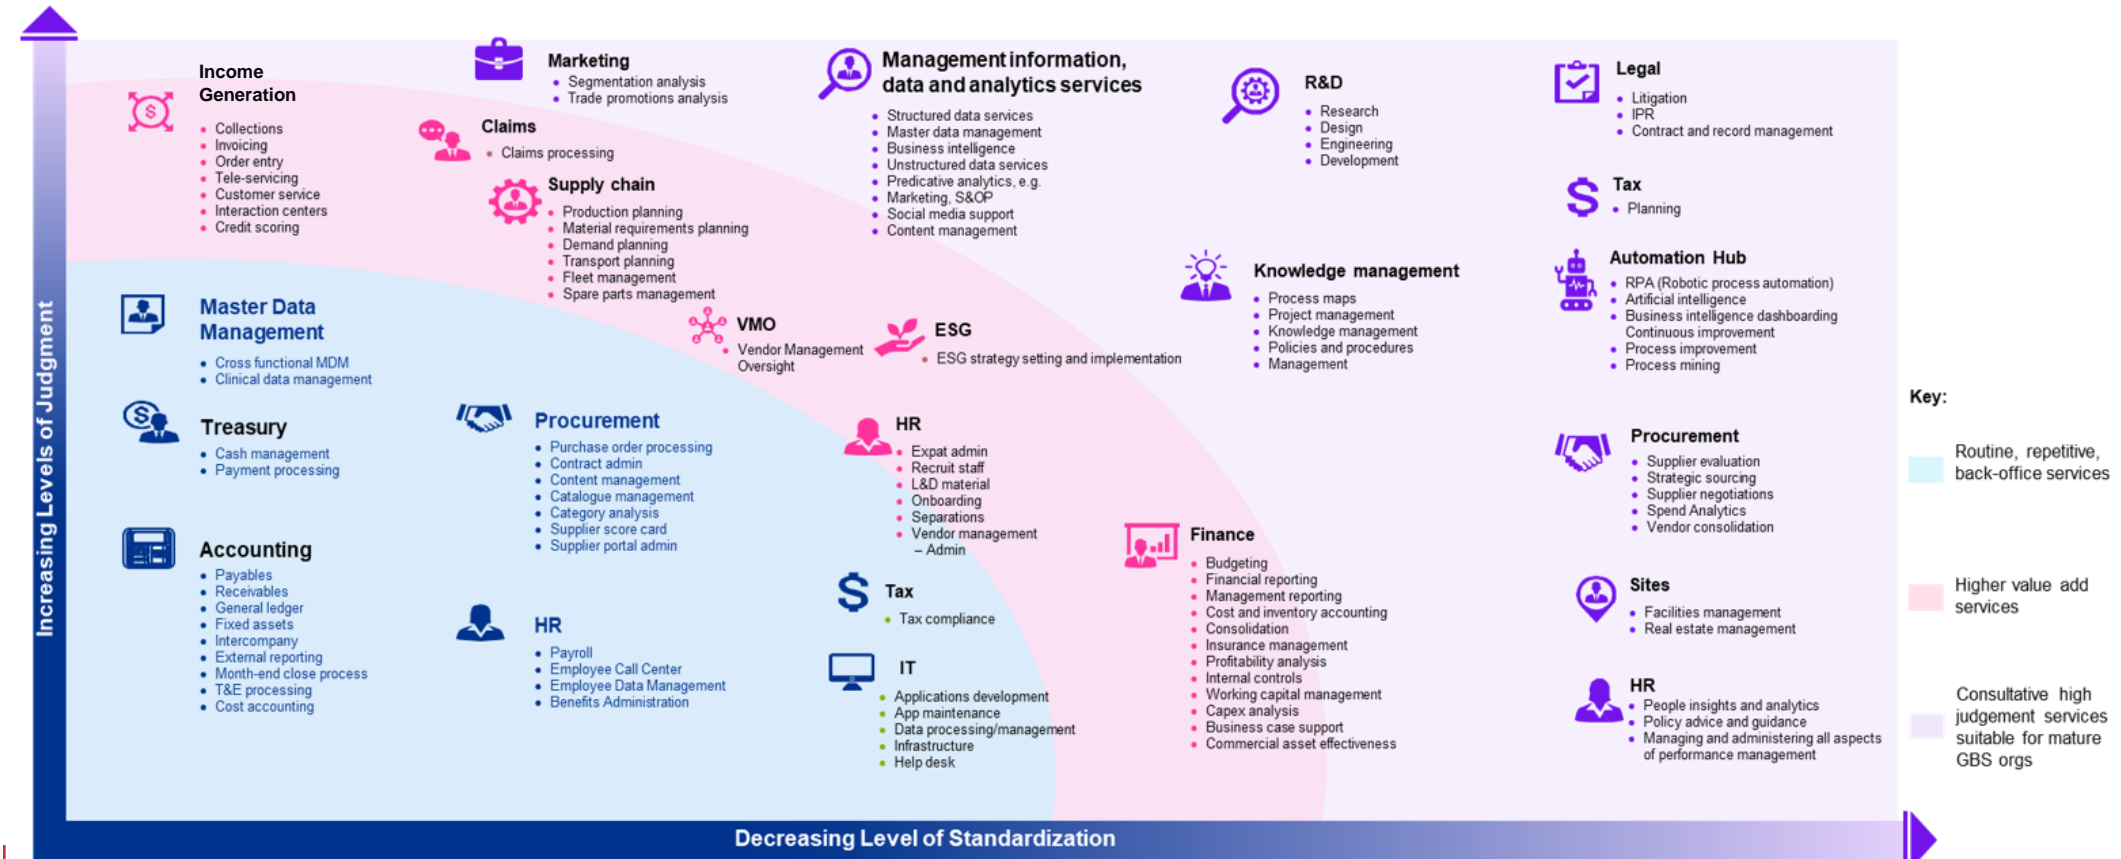 Increasing Levels of Judgment
Income
Generation
Collections
Invoicing
Order entry
Tele-servicing
Customer service
Interaction centers
Credit scoring
Marketing
Segmentation analysis
Trade promotions analysis
Claims
Claims processing
Supply chain
Production planning
Material requirements planning
Demand planning
Transport planning
Fleet management
Spare parts management
Management information,
data and analytics services
Structured data services
Master data management
Business intelligence
Unstructured data services
Predicative analytics, e.g.
Marketing, S&OP
Social media support
Content management
R&D
Research
Design
Engineering
Development
Legal
Litigation
IPR
Contract and record management
Tax
Planning
Automation Hub
RPA (Robotic process automation)
Artificial intelligence
Business intelligence dashboarding
Continuous improvement
Process improvement
Process mining
Knowledge management
Process maps
Project management
Knowledge management
Policies and procedures
Management
Master Data
Management
Cross functional MDM
Clinical data management
VMO
Vendor Management
Oversight
ESG
ESG strategy setting and implementation
Treasury
Cash management
Payment processing
Procurement
Purchase order processing
Contract admin
Content management
Catalogue management
Category analysis
Supplier score card
Supplier portal admin
HR
Expat admin
Recruit staff
L&D material
Onboarding
Separations
Vendor management
– Admin
Procurement
Supplier evaluation
Strategic sourcing
Supplier negotiations
Spend Analytics
Vendor consolidation
Accounting
Payables
Receivables
General ledger
Fixed assets
Intercompany
External reporting
Month-end close process
T&E processing
Cost accounting
HR
Payroll
Employee Call Center
Employee Data Management
Benefits Administration
Tax
Tax compliance
IT
Applications development
App maintenance
Data processing/management
Infrastructure
Help desk
Finance
Budgeting
Financial reporting
Management reporting
Cost and inventory accounting
Consolidation
Insurance management
Profitability analysis
Internal controls
Working capital management
Capex analysis
Business case support
Commercial asset effectiveness
Sites
Facilities management
Real estate management
HR
People insights and analytics
Policy advice and guidance
Managing and administering all aspects
of performance management
Key:
Routine, repetitive,
back-office services
Higher value add
services
Consultative high
judgement services
suitable for mature
GBS orgs
Decreasing Level of Standardization